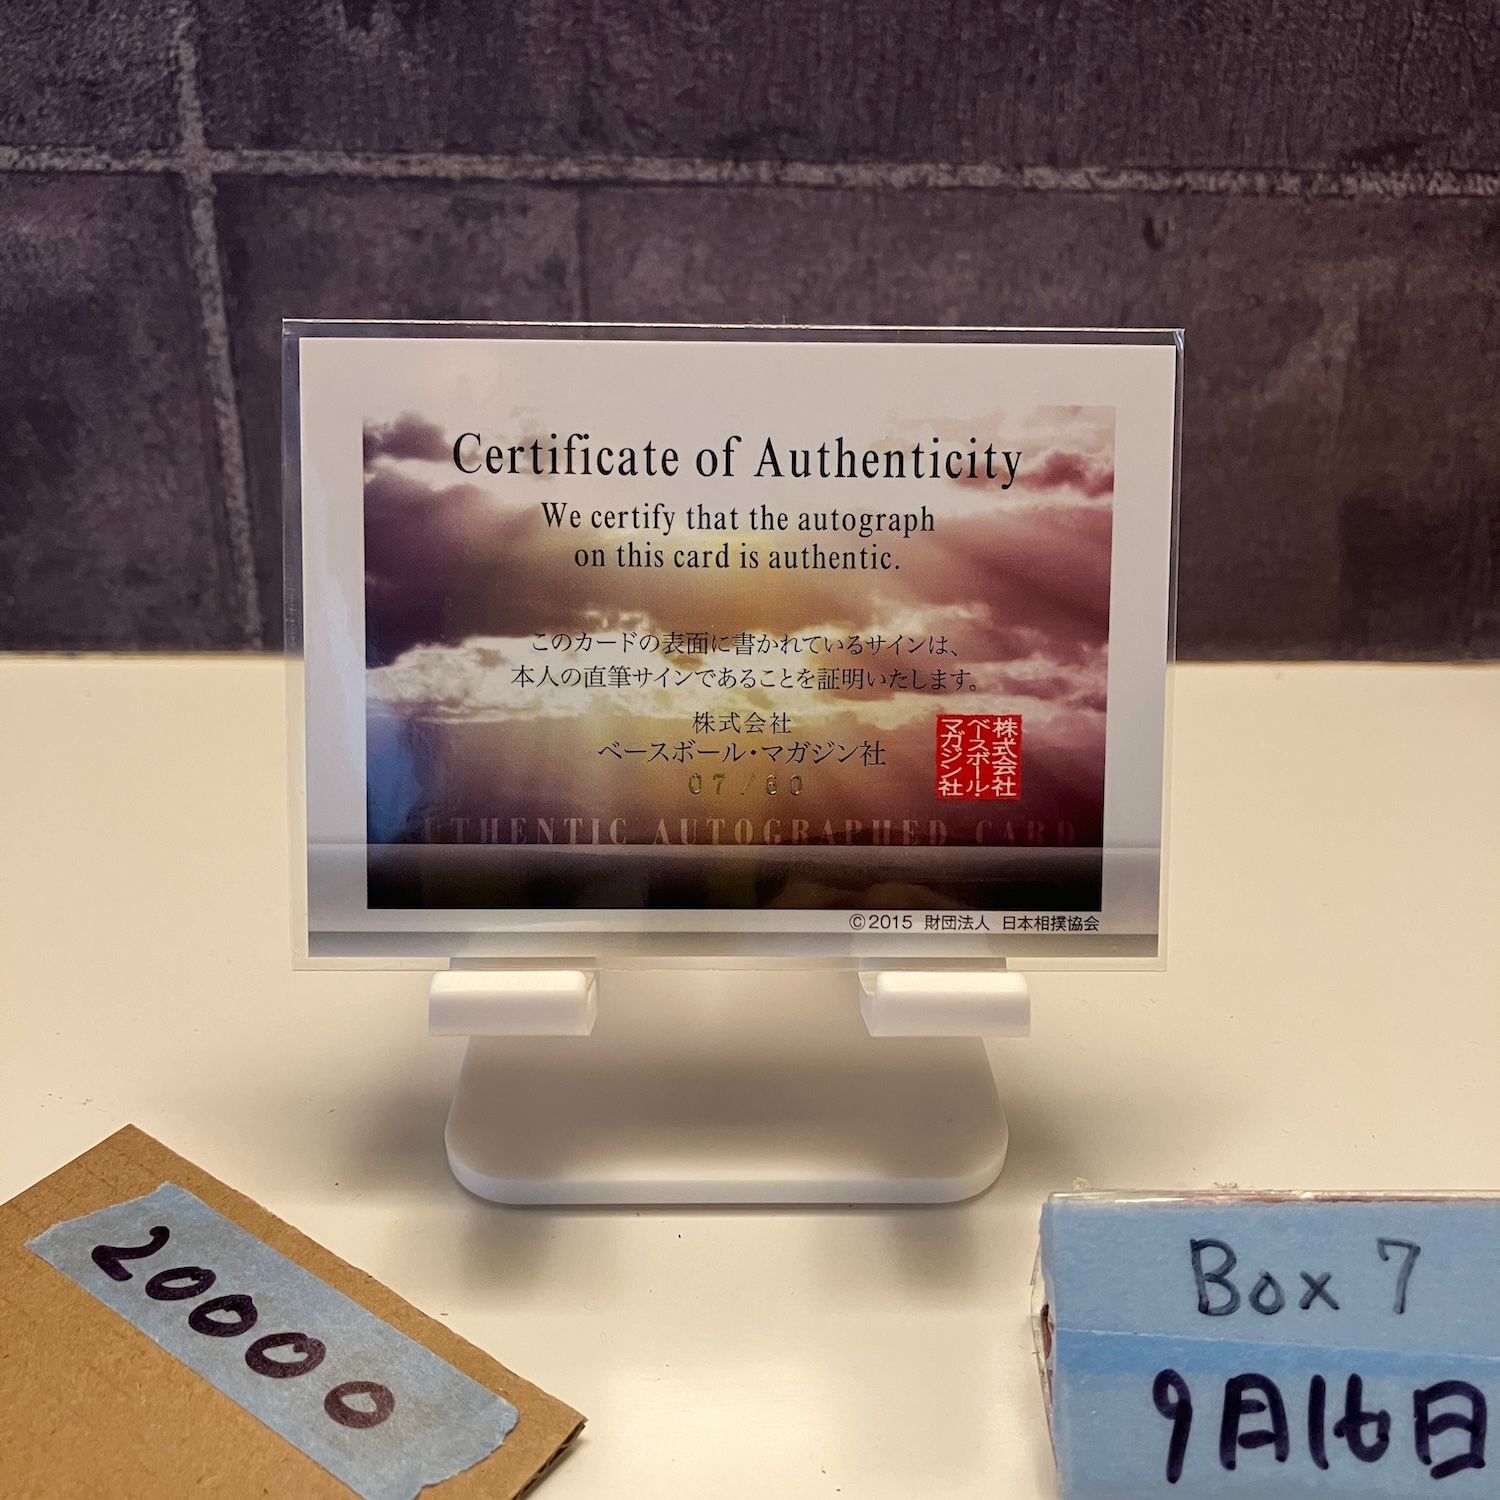 Certificate of Authenticity
We certify that the autograph
on this card is authentic.
このカードの表面に書かれているサインは、
本人の直筆サインであることを証明いたします。
株式会社
ベースボール・マガジン社
07/60
株式会社
ベースボール・
マガジン社
AUTHENTIC AUTOGRAPHED CARD
©2015 財団法人 日本相撲協会
20000
Box 7
9月16日